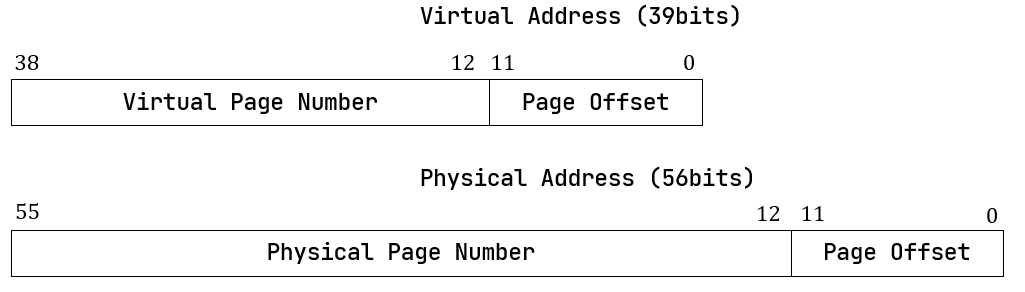 Virtual Address (39bits)
38 12 11 0
Virtual Page Number Page Offset
Physical Address (56bits)
55 12 11 0
Physical Page Number Page Offset